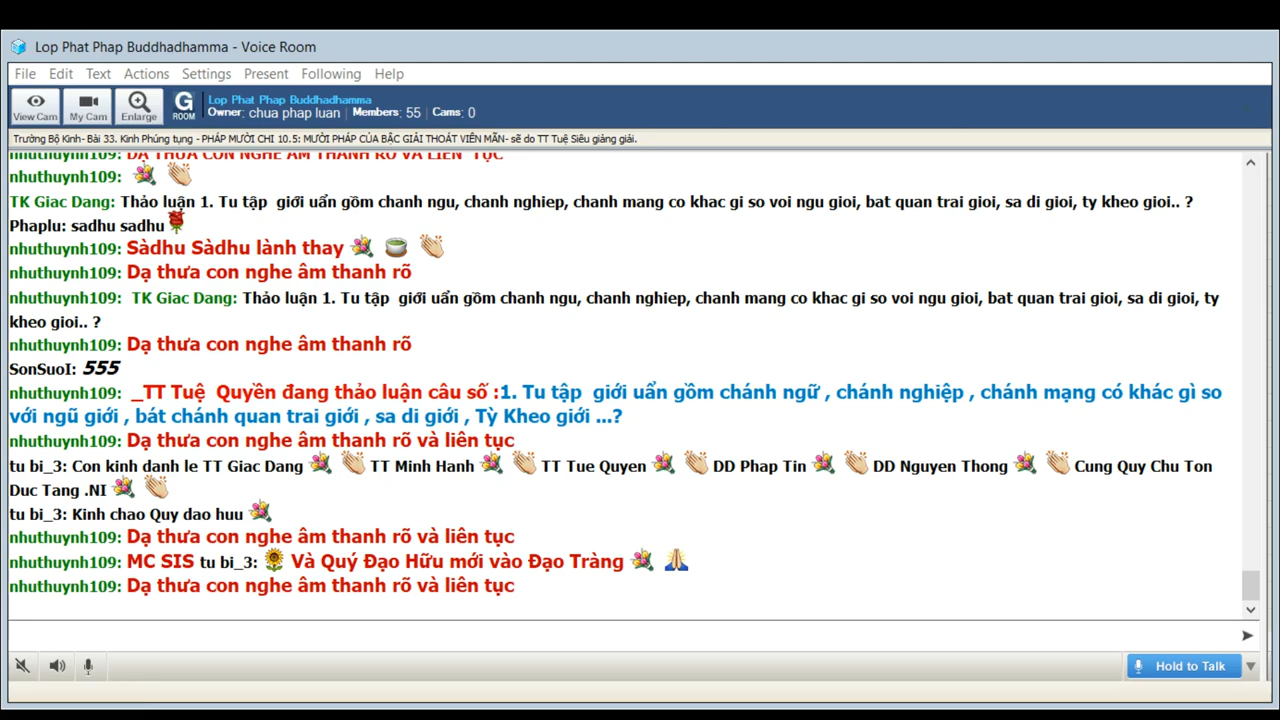 Lop Phat Phap Buddhadhamma - Voice Room
File Edit Text Actions Settings Present Following Help
View Cam My Cam Enlarge G ROOM Lop Phat Phap Buddhadhamma
Owner: chua phap luan | Members: 55 | Cams: 0
Trường Bộ Kinh- Bài 33. Kinh Phúng tụng - PHÁP MƯỜI CHI 10.5: MƯỜI PHÁP CỦA BẬC GIẢI THOÁT VIÊN MÃN- sẽ do TT Tuệ Siêu giảng giải.
nhuthuynh109: DẠ THƯA CON NGHE ÂM THANH RÕ VÀ LIÊN TỤC
nhuthuynh109:
TK Giac Dang: Thảo luận 1. Tu tập giới uẩn gồm chanh ngu, chanh nghiep, chanh mang co khac gi so voi ngu gioi, bat quan trai gioi, sa di gioi, ty kheo gioi.. ?
Phaplu: sadhu sadhu
nhuthuynh109: Sàdhu Sàdhu lành thay
nhuthuynh109: Dạ thưa con nghe âm thanh rõ
nhuthuynh109: TK Giac Dang: Thảo luận 1. Tu tập giới uẩn gồm chanh ngu, chanh nghiep, chanh mang co khac gi so voi ngu gioi, bat quan trai gioi, sa di gioi, ty
kheo gioi.. ?
nhuthuynh109: Dạ thưa con nghe âm thanh rõ
SonSuoI: 555
nhuthuynh109: _TT Tuệ Quyền đang thảo luận câu số :1. Tu tập giới uẩn gồm chánh ngữ , chánh nghiệp , chánh mạng có khác gì so
với ngũ giới , bát chánh quan trai giới , sa di giới , Tỳ Kheo giới ...?
nhuthuynh109: Dạ thưa con nghe âm thanh rõ và liên tục
tu bi_3: Con kinh danh le TT Giac Dang TT Minh Hanh TT Tue Quyen DD Phap Tin DD Nguyen Thong Cung Quy Chu Ton
Duc Tang .NI
tu bi_3: Kinh chao Quy dao huu
nhuthuynh109: Dạ thưa con nghe âm thanh rõ và liên tục
nhuthuynh109: MC SIS tu bi_3: Và Quý Đạo Hữu mới vào Đạo Tràng
nhuthuynh109: Dạ thưa con nghe âm thanh rõ và liên tục
Hold to Talk